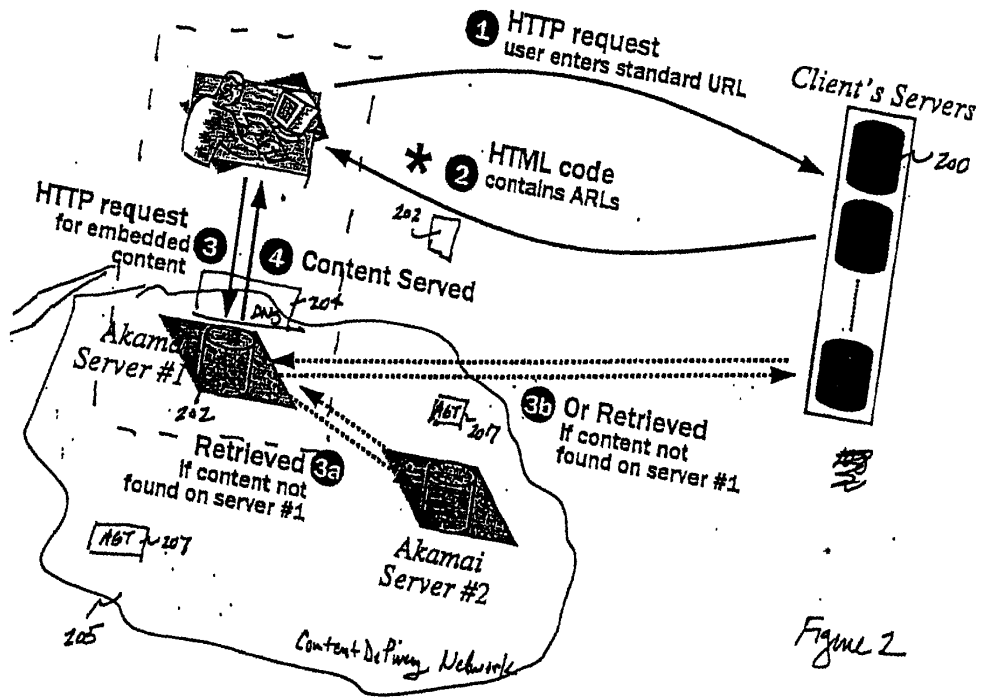 1 HTTP request
user enters standard URL
Client's Servers
200
* 2 HTML code
contains ARLs
202
HTTP request
for embedded
content
3
4 Content Served
204
DNS
Akamai
Server #1
202
AGT
207
3b Or Retrieved
if content not
found on server #1
Retrieved 3a
if content not
found on server #1
AGT 207
Akamai
Server #2
205
Content Delivery Network
Figure 2